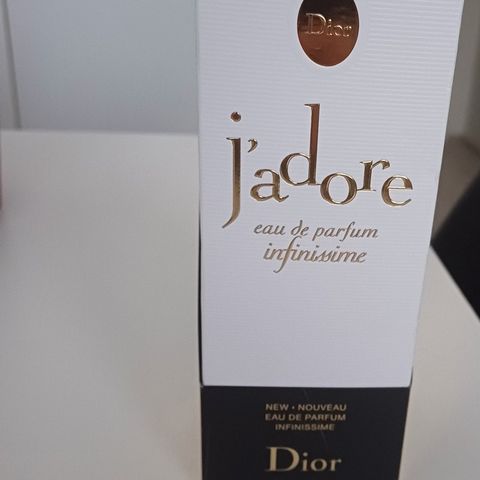 Dior
j'adore
eau de parfum
infinissime
NEW · NOUVEAU
EAU DE PARFUM
INFINISSIME
Dior